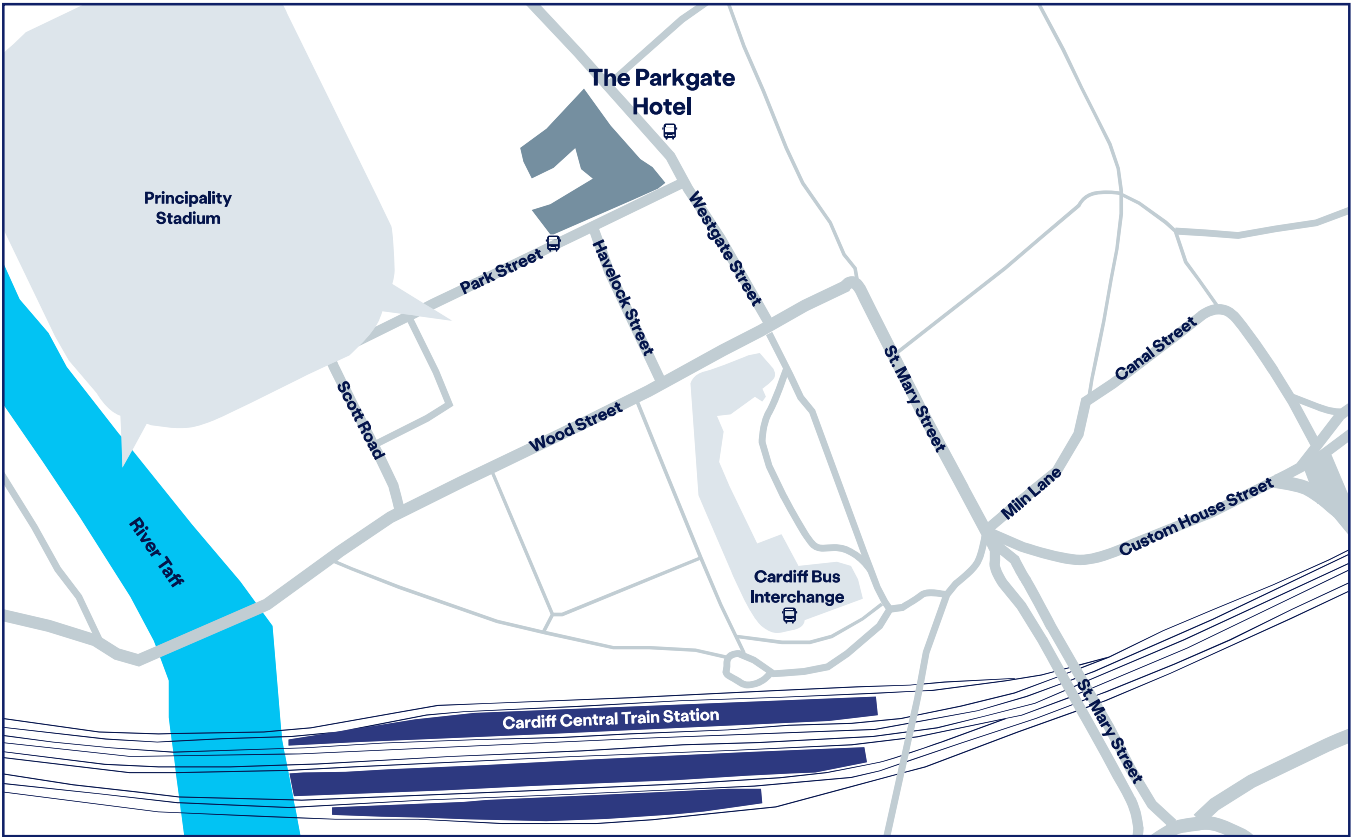 The Parkgate
Hotel
Principality
Stadium
Westgate Street
Park Street
Havelock Street
Canal Street
St. Mary Street
Scott Road
Wood Street
Miln Lane
Custom House Street
River Taff
Cardiff Bus
Interchange
Cardiff Central Train Station
St. Mary Street